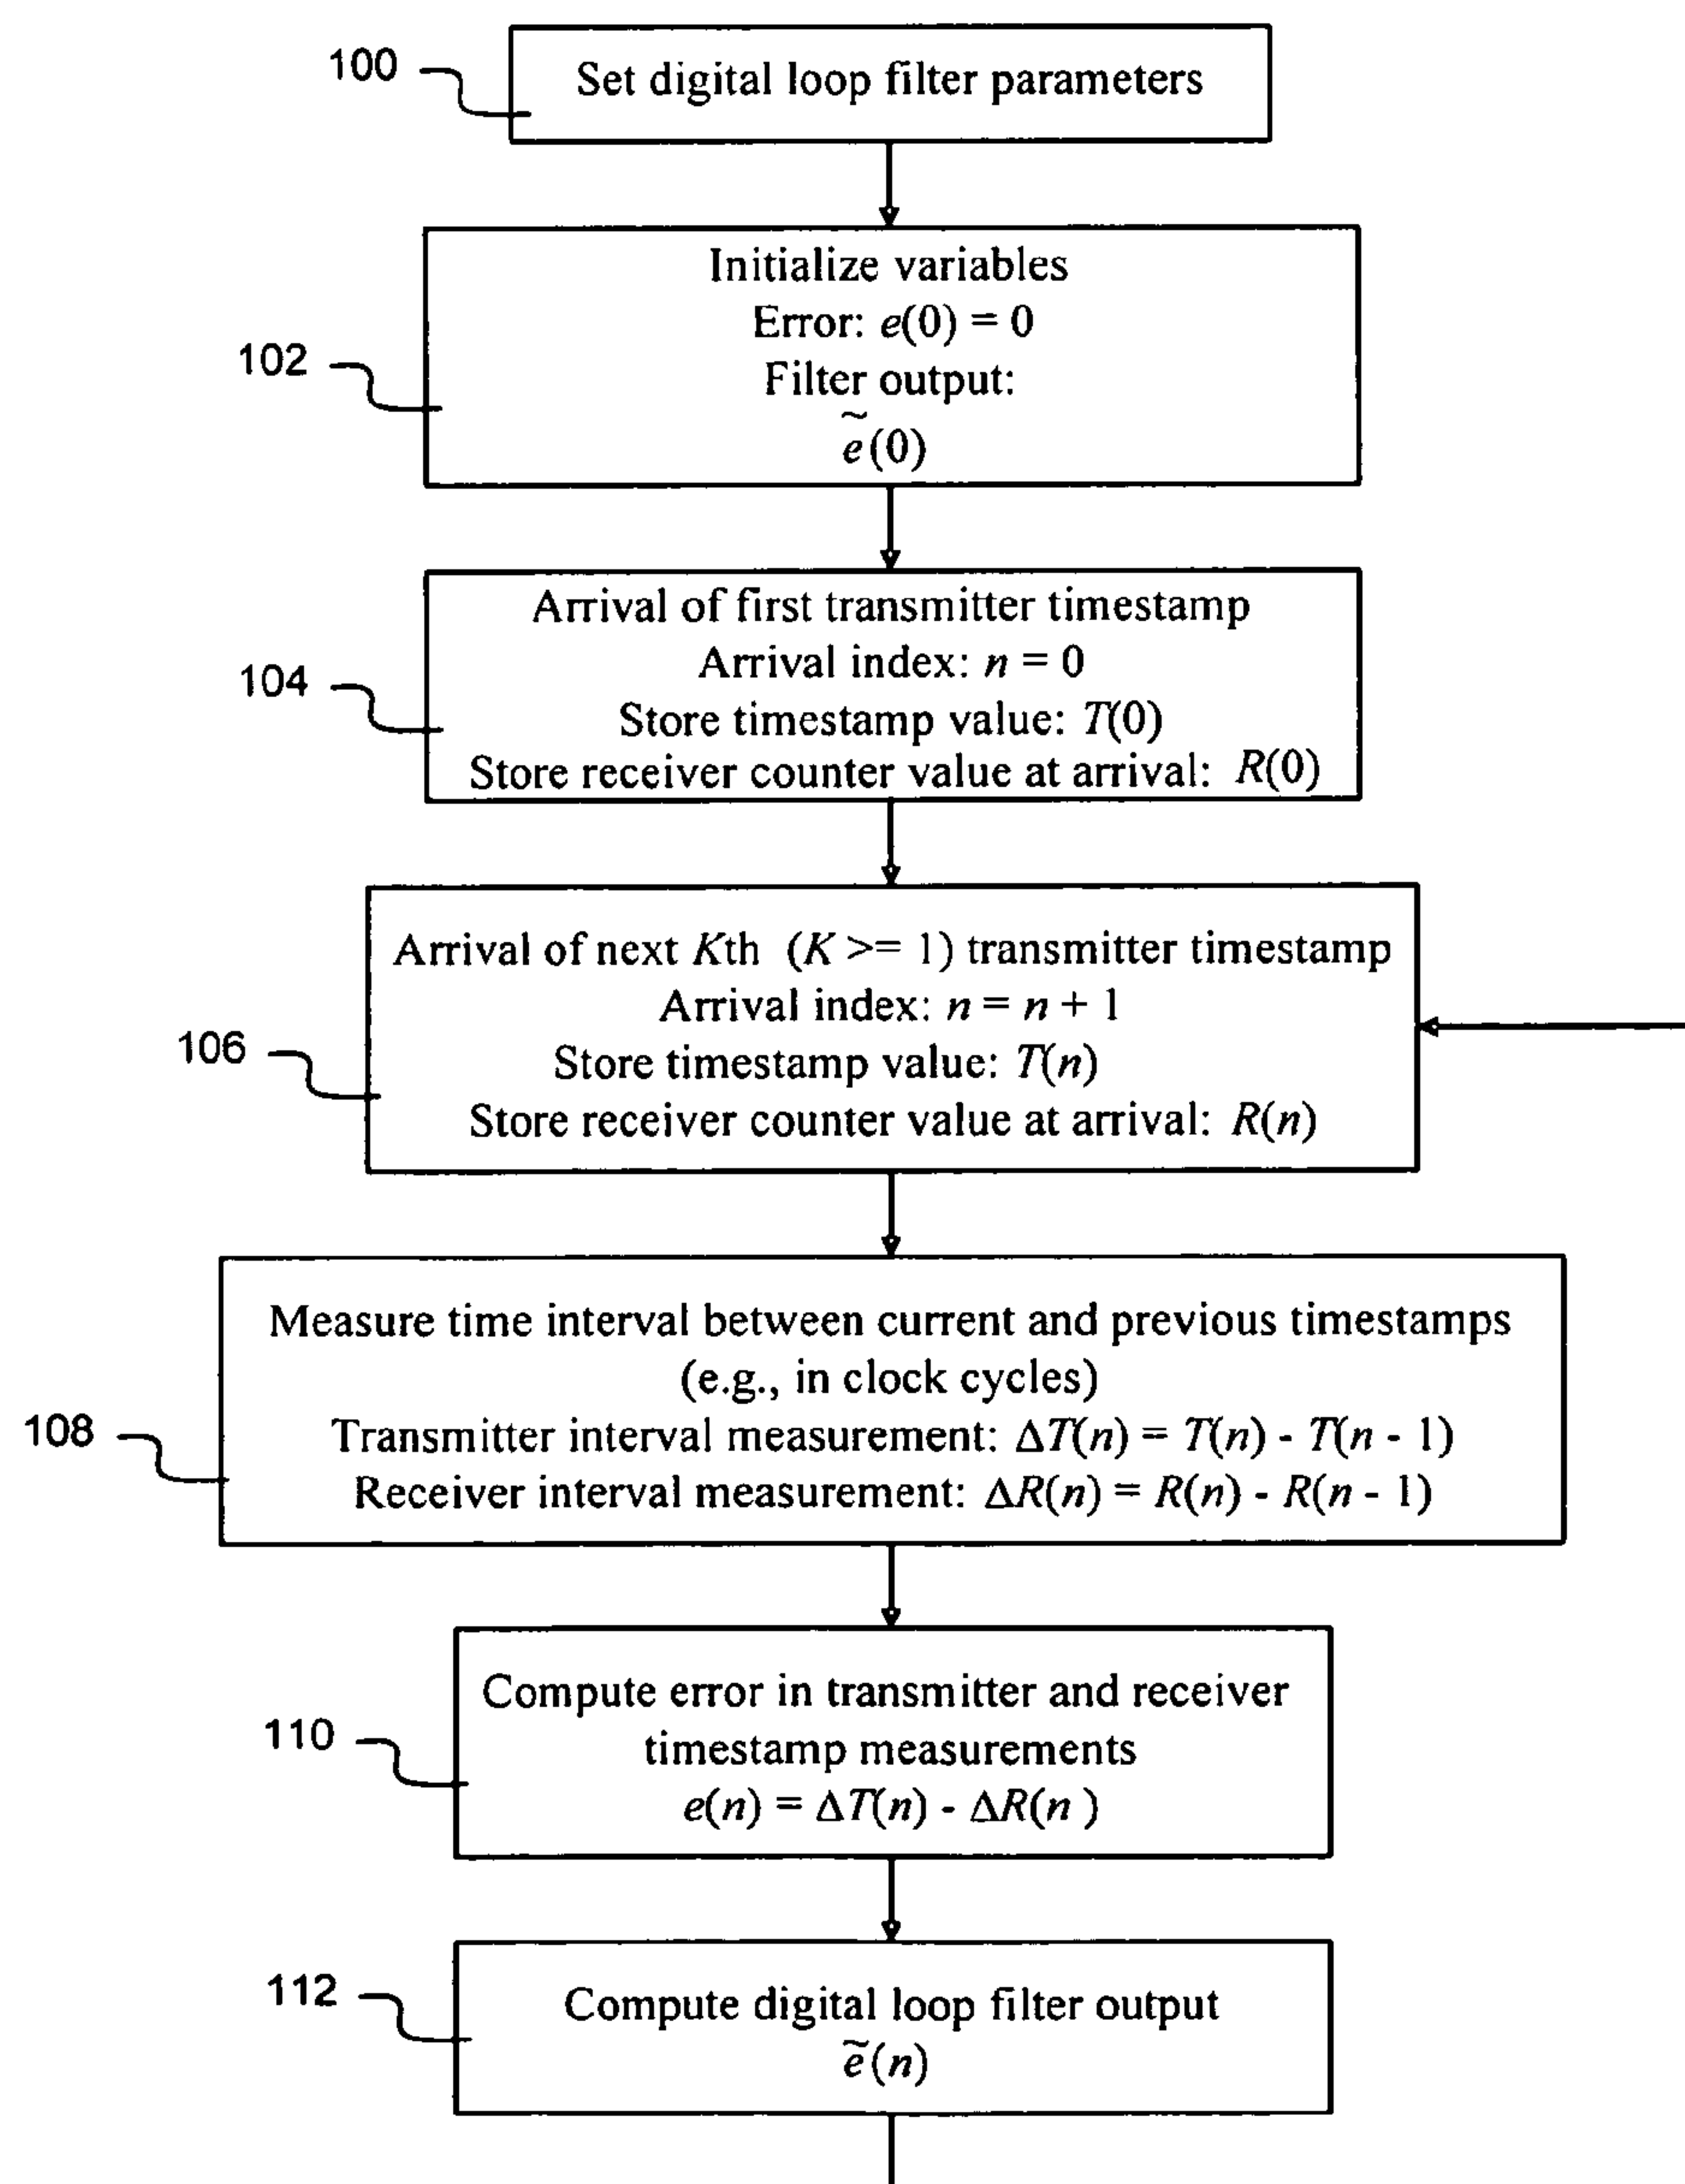 100
Set digital loop filter parameters
Initialize variables
Error: e(0) = 0
102
Filter output:
ẽ(0)
Arrival of first transmitter timestamp
Arrival index: n = 0
104
Store timestamp value: T(0)
Store receiver counter value at arrival: R(0)
Arrival of next Kth (K >= 1) transmitter timestamp
Arrival index: n = n + 1
106
Store timestamp value: T(n)
Store receiver counter value at arrival: R(n)
Measure time interval between current and previous timestamps
(e.g., in clock cycles)
108
Transmitter interval measurement: ΔT(n) = T(n) - T(n - 1)
Receiver interval measurement: ΔR(n) = R(n) - R(n - 1)
Compute error in transmitter and receiver
110
timestamp measurements
e(n) = ΔT(n) - ΔR(n )
112
Compute digital loop filter output
ẽ(n)